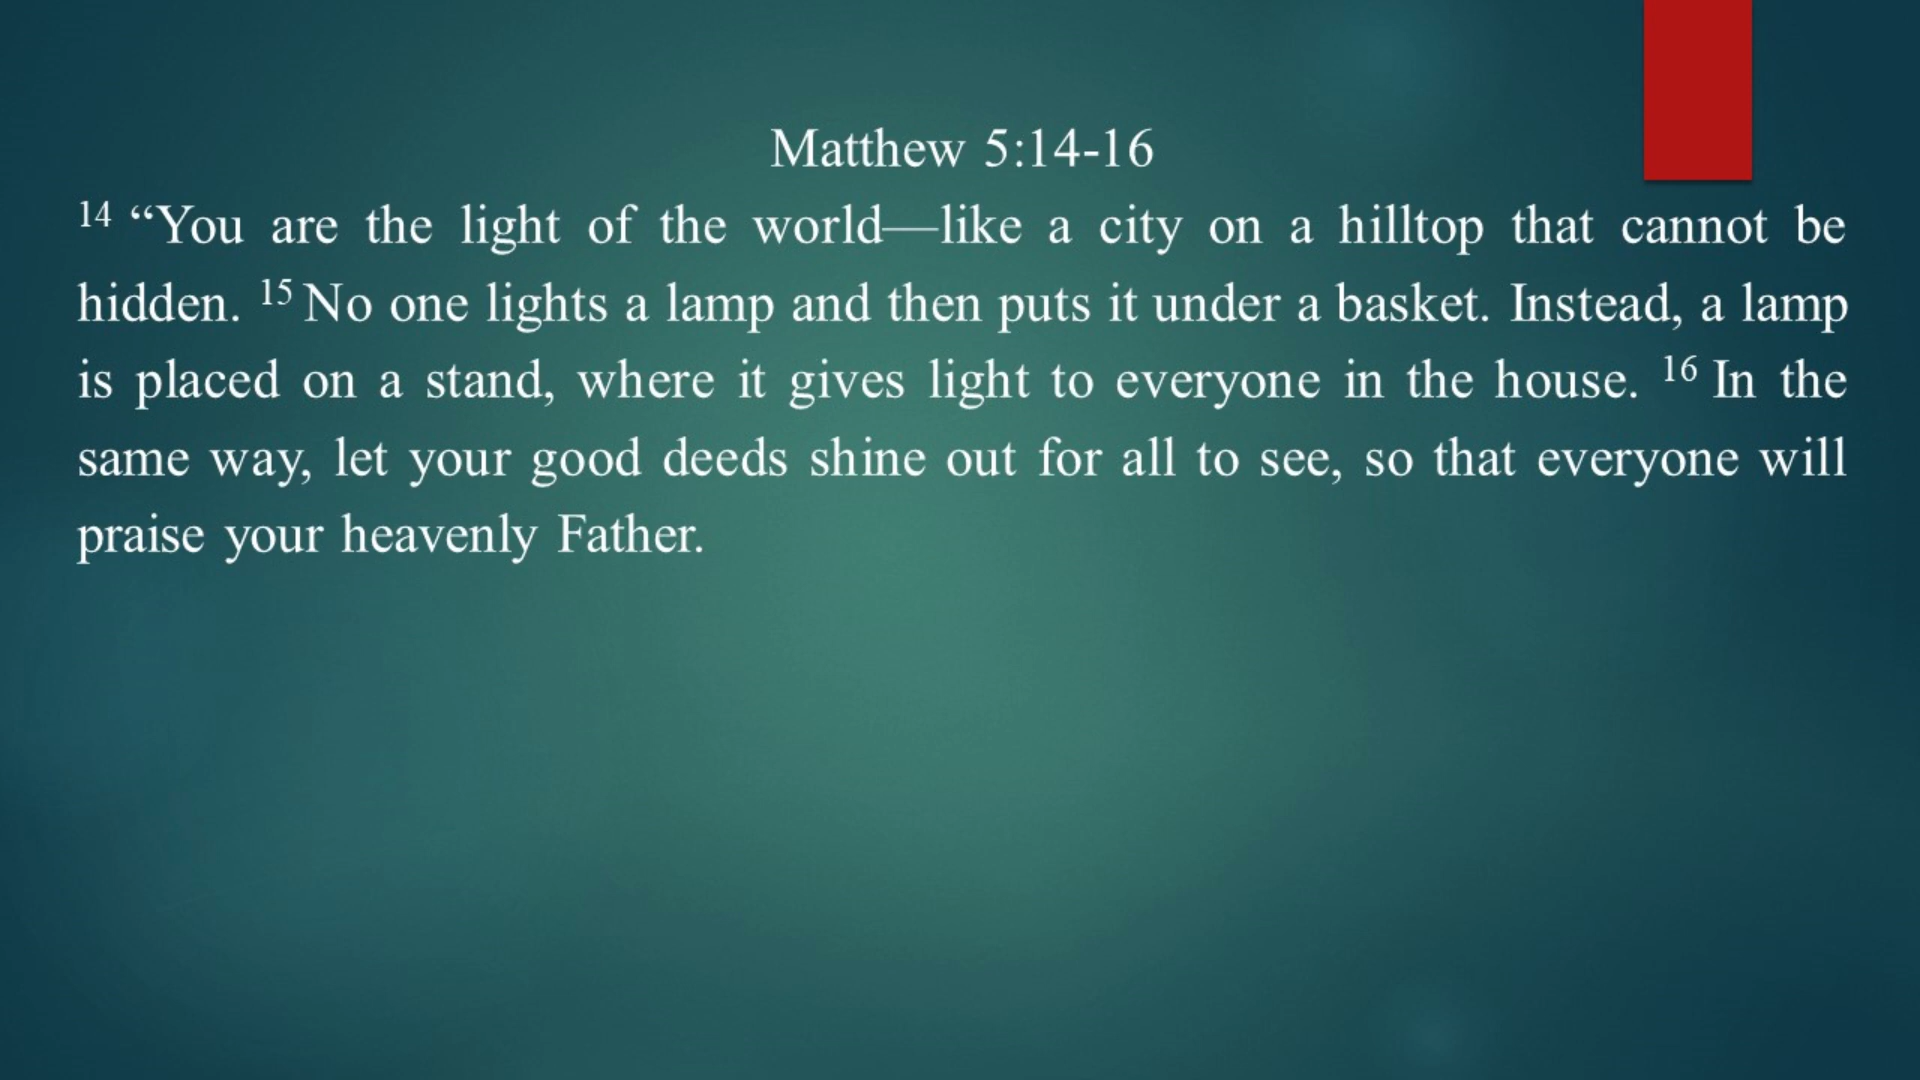 Matthew 5:14-16
14 “You are the light of the world—like a city on a hilltop that cannot be
hidden. 15 No one lights a lamp and then puts it under a basket. Instead, a lamp
is placed on a stand, where it gives light to everyone in the house. 16 In the
same way, let your good deeds shine out for all to see, so that everyone will
praise your heavenly Father.